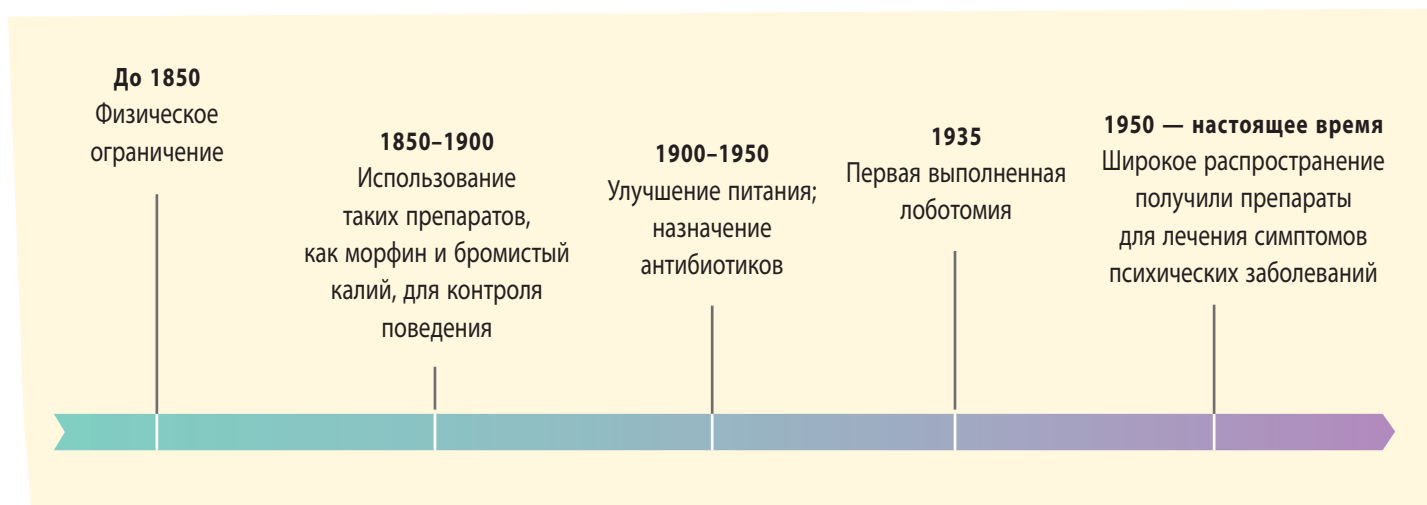 До 1850
Физическое
ограничение
1850–1900
Использование
таких препаратов,
как морфин и бромистый
калий, для контроля
поведения
1900–1950
Улучшение питания;
назначение
антибиотиков
1935
Первая выполненная
лоботомия
1950 — настоящее время
Широкое распространение
получили препараты
для лечения симптомов
психических заболеваний